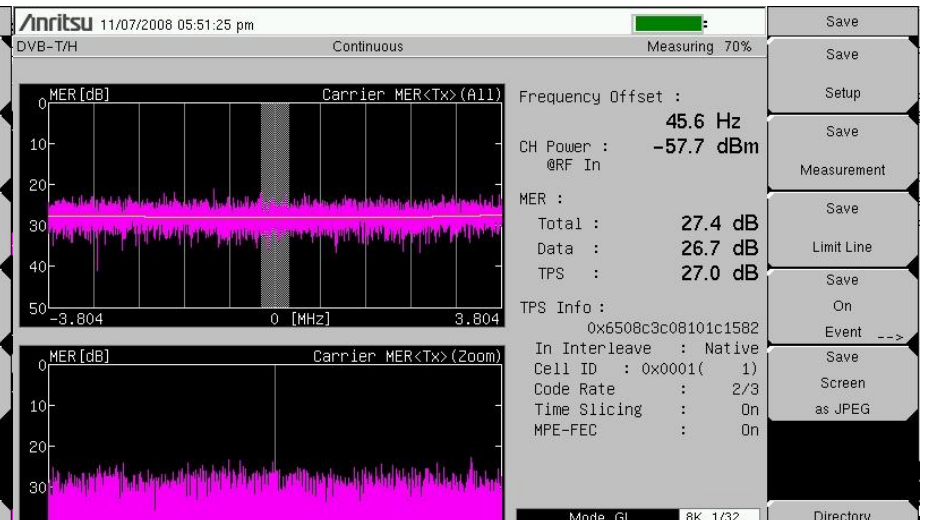 /Inritsu 11/07/2008 05:51:25 pm
DVB-T/H Continuous Measuring 70%
MER[dB] Carrier MER<Tx>(All)
0
10
20
30
40
50
-3.804 0 [MHz] 3.804
MER[dB] Carrier MER<Tx>(Zoom)
0
10
20
30
Frequency Offset :
45.6 Hz
CH Power : -57.7 dBm
@RF In
MER :
Total : 27.4 dB
Data : 26.7 dB
TPS : 27.0 dB
TPS Info :
0x6508c3c08101c1582
In Interleave : Native
Cell ID : 0x0001( 1)
Code Rate : 2/3
Time Slicing : On
MPE-FEC : On
Mode GI 8K 1/32
Save
Save
Setup
Save
Measurement
Save
Limit Line
Save
On
Event -->
Save
Screen
as JPEG
Directory